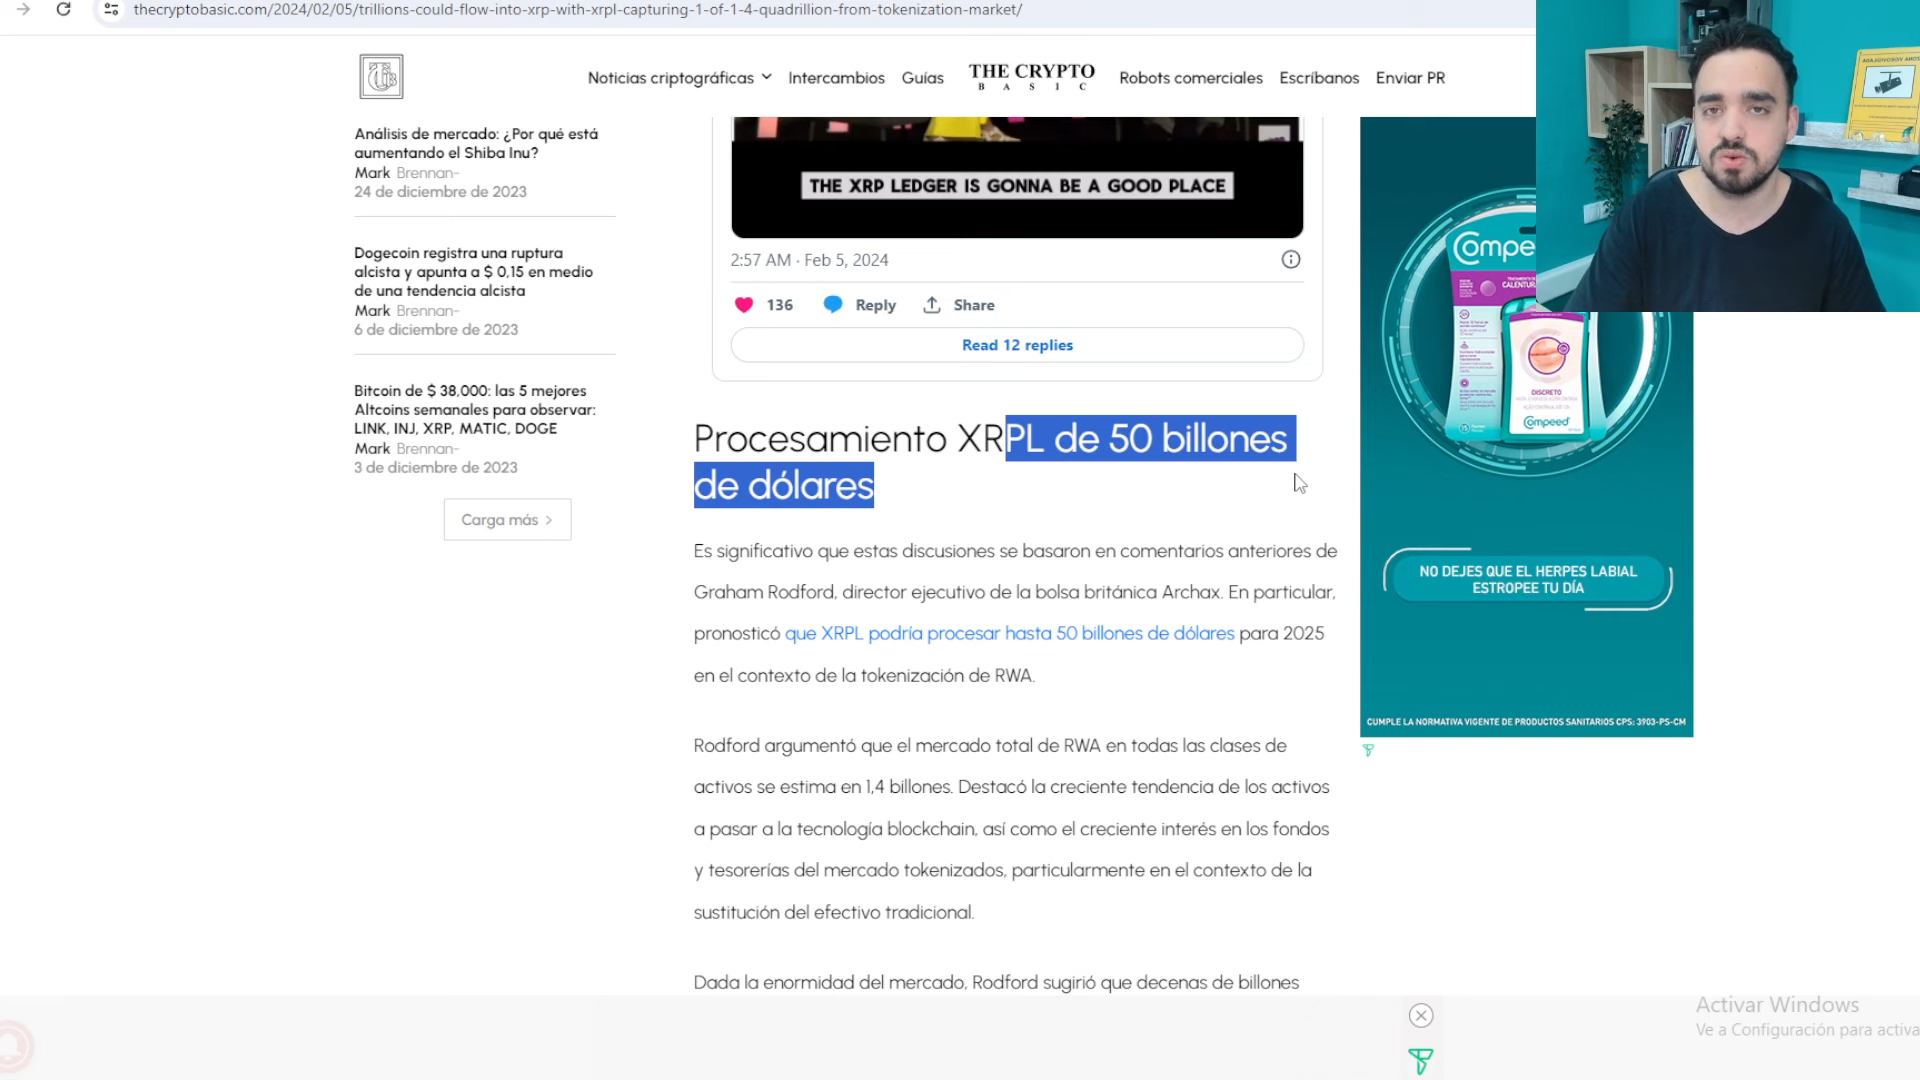 thecryptobasic.com/2024/02/05/trillions-could-flow-into-xrp-with-xrpl-capturing-1-of-1-4-quadrillion-from-tokenization-market/
Noticias criptográficas
Intercambios
Guías
THE CRYPTO
BASIC
Robots comerciales
Escríbanos
Enviar PR
Análisis de mercado: ¿Por qué está
aumentando el Shiba Inu?
Mark Brennan-
24 de diciembre de 2023
Dogecoin registra una ruptura
alcista y apunta a $ 0,15 en medio
de una tendencia alcista
Mark Brennan-
6 de diciembre de 2023
Bitcoin de $ 38,000: las 5 mejores
Altcoins semanales para observar:
LINK, INJ, XRP, MATIC, DOGE
Mark Brennan-
3 de diciembre de 2023
Carga más
THE XRP LEDGER IS GONNA BE A GOOD PLACE
2:57 AM · Feb 5, 2024
136
Reply
Share
Read 12 replies
Procesamiento XRPL de 50 billones
de dólares
Es significativo que estas discusiones se basaron en comentarios anteriores de
Graham Rodford, director ejecutivo de la bolsa británica Archax. En particular,
pronosticó que XRPL podría procesar hasta 50 billones de dólares para 2025
en el contexto de la tokenización de RWA.
Rodford argumentó que el mercado total de RWA en todas las clases de
activos se estima en 1,4 billones. Destacó la creciente tendencia de los activos
a pasar a la tecnología blockchain, así como el creciente interés en los fondos
y tesorerías del mercado tokenizados, particularmente en el contexto de la
sustitución del efectivo tradicional.
Dada la enormidad del mercado, Rodford sugirió que decenas de billones
Compe
DISCRETO
Compeed
NO DEJES QUE EL HERPES LABIAL
ESTROPEE TU DÍA
CUMPLE LA NORMATIVA VIGENTE DE PRODUCTOS SANITARIOS CPS: 3903-PS-CM
Activar Windows
Ve a Configuración para activa